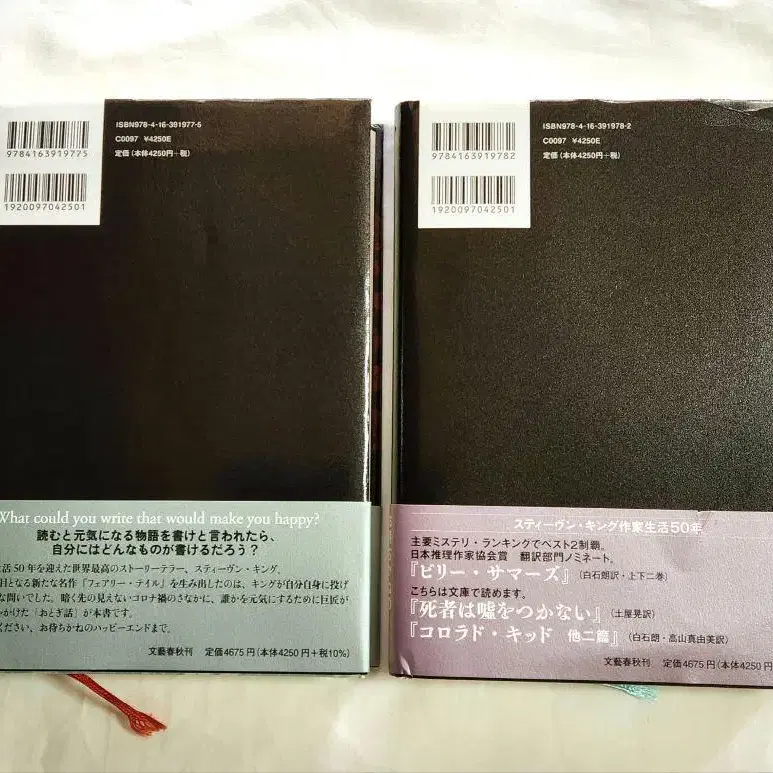 ISBN978-4-16-391977-5
C0097 ¥4250E
定価(本体4250円+税)
9784163919775
1920097042501
What could you write that would make you happy?
読むと元気になる物語を書けと言われたら、
自分にはどんなものが書けるだろう?
活50年を迎えた世界最高のストーリーテラー、スティーヴン・キング。
日となる新たな名作『フェアリー・テイル』を生み出したのは、キングが自分自身に投げ
な問いでした。暗く先の見えないコロナ禍のさなかに、誰かを元気にするために巨匠が
かけた「おとぎ話」が本書です。
ください、お待ちかねのハッピーエンドまで。
文藝春秋刊 定価4675円(本体4250円+税10%)
ISBN978-4-16-391978-2
C0097 ¥4250E
定価(本体4250円+税)
9784163919782
1920097042501
スティーヴン・キング作家生活50年
主要ミステリ・ランキングでベスト2制覇。
日本推理作家協会賞 翻訳部門ノミネート。
『ビリー・サマーズ』(白石朗訳・上下二巻)
こちらは文庫で読めます。
『死者は嘘をつかない』(土屋晃訳)
『コロラド・キッド 他二篇』(白石朗・高山真由美訳)
文藝春秋刊 定価4675円(本体4250円+